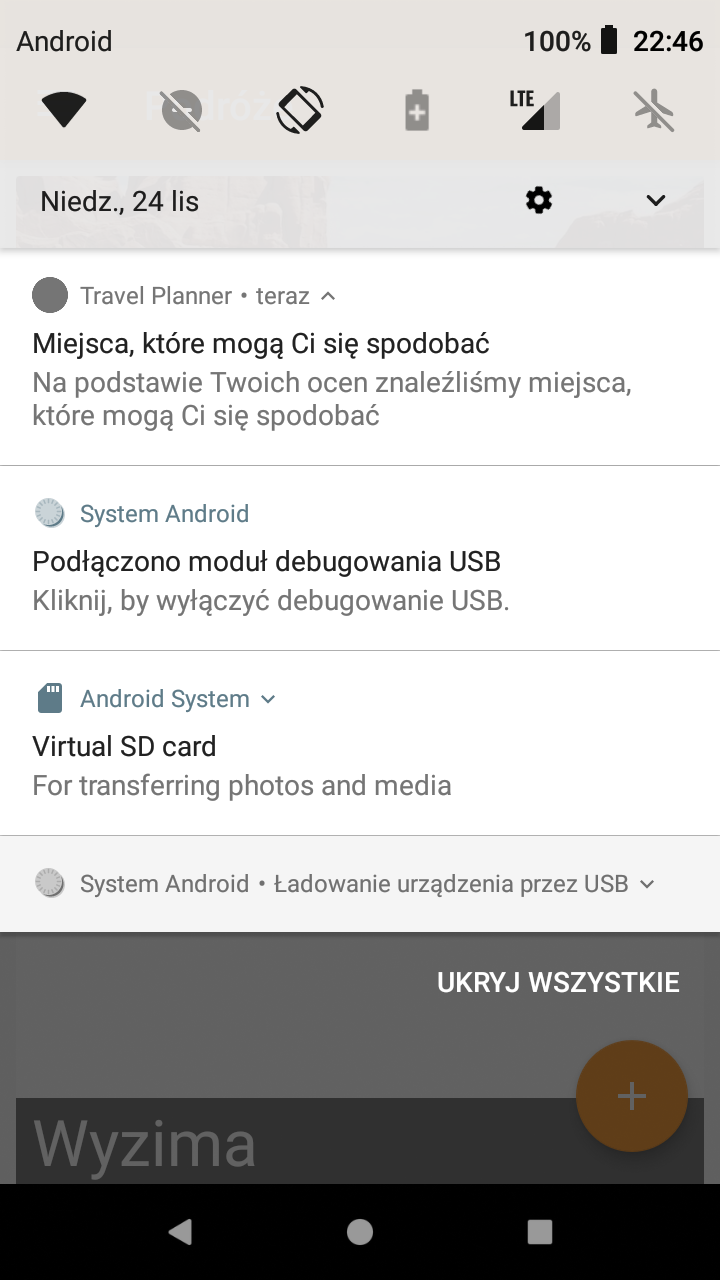 Android 100% 22:46
LTE
Niedz., 24 lis
Travel Planner • teraz
Miejsca, które mogą Ci się spodobać
Na podstawie Twoich ocen znaleźliśmy miejsca,
które mogą Ci się spodobać
System Android
Podłączono moduł debugowania USB
Kliknij, by wyłączyć debugowanie USB.
Android System
Virtual SD card
For transferring photos and media
System Android • Ładowanie urządzenia przez USB
UKRYJ WSZYSTKIE
Wyzima